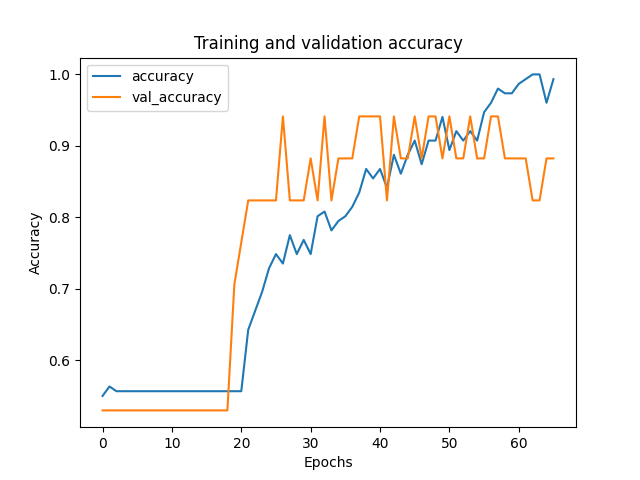 Training and validation accuracy
accuracy
val_accuracy
1.0
0.9
0.8
0.7
0.6
Accuracy
0 10 20 30 40 50 60
Epochs